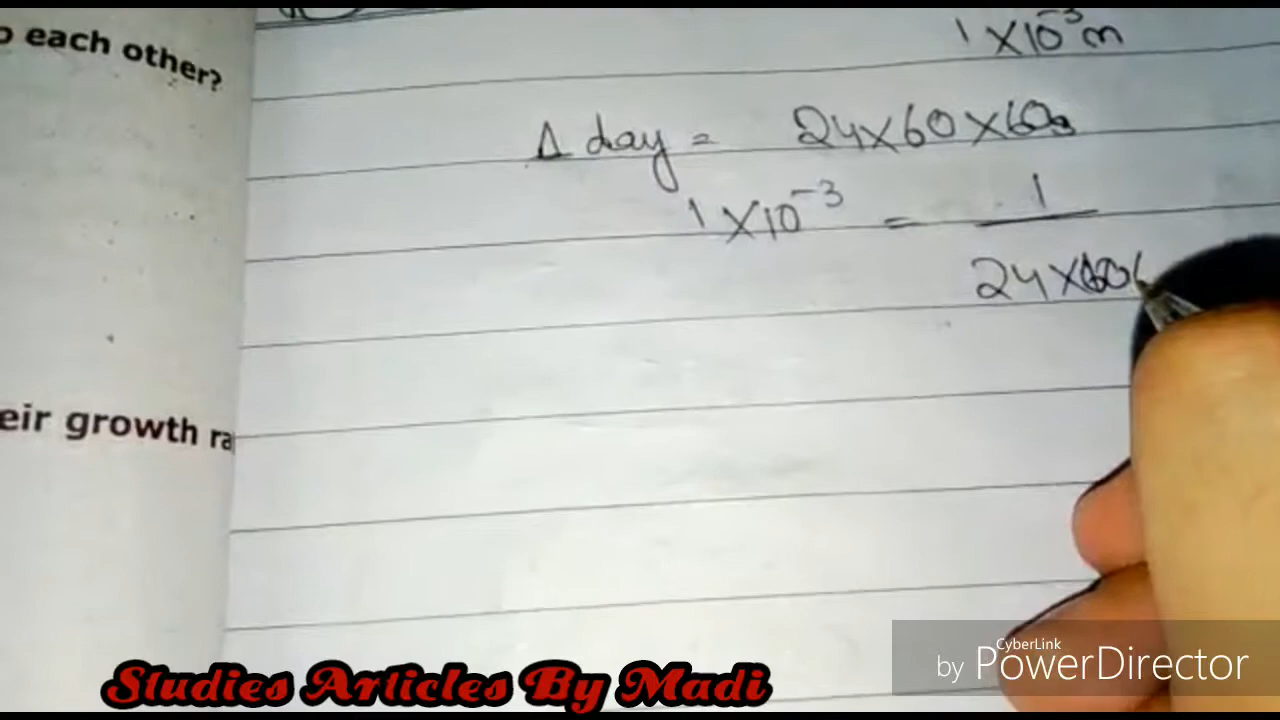 o each other?
1 X 10⁻³ m
1 day = 24 X 60 X 60s
1 X 10⁻³ = 1
24 X 60
eir growth ra
Studies Articles By Madi
CyberLink
by PowerDirector